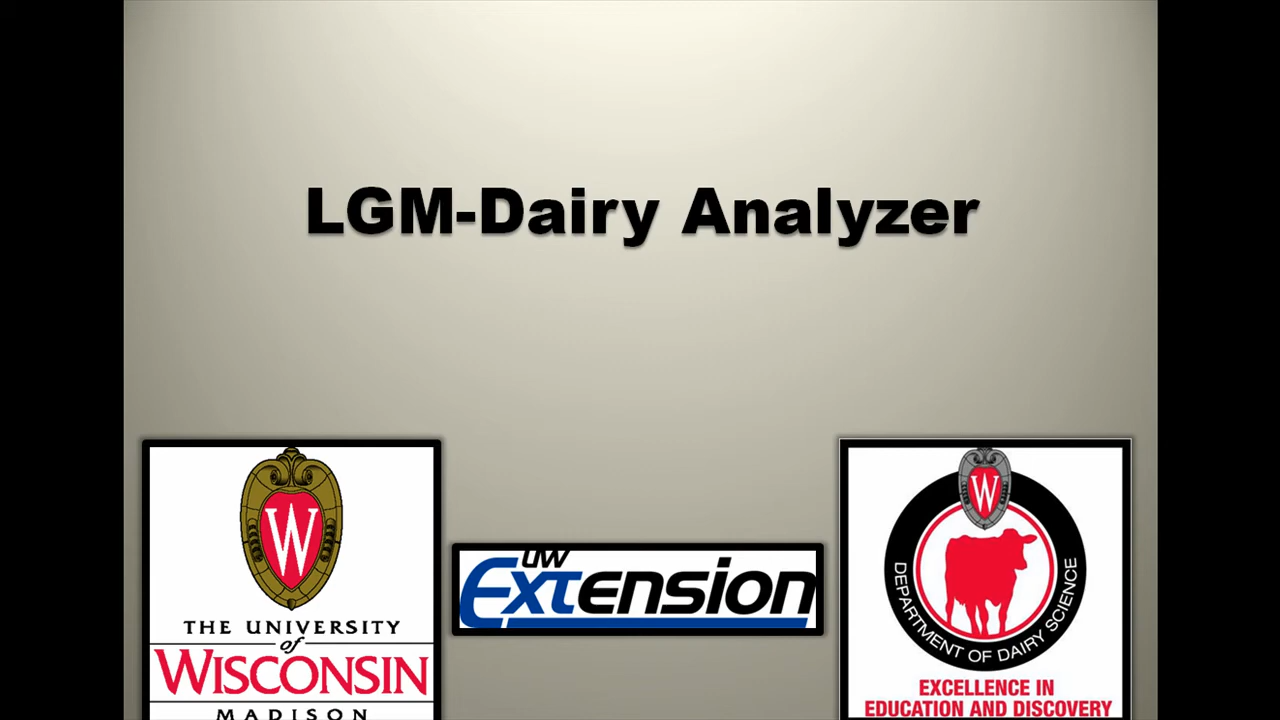 LGM-Dairy Analyzer
W
THE UNIVERSITY
of
WISCONSIN
MADISON
UW
Extension
W
DEPARTMENT OF DAIRY SCIENCE
EXCELLENCE IN
EDUCATION AND DISCOVERY